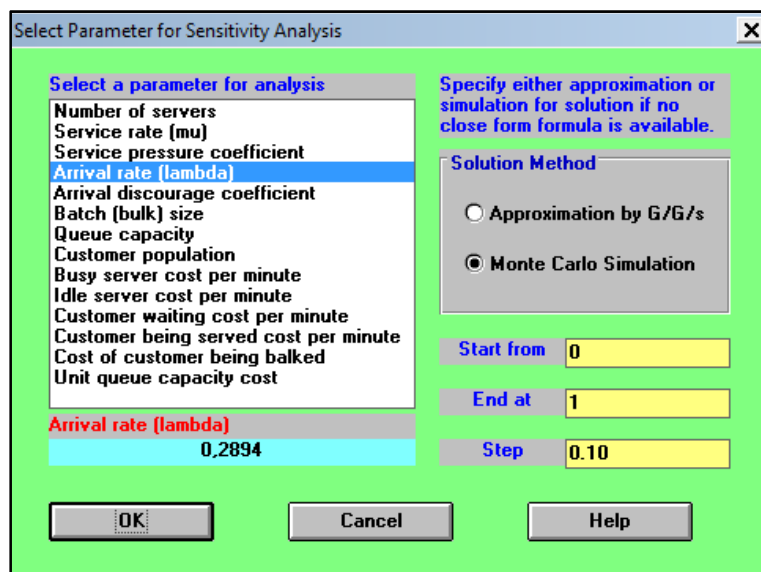 Select Parameter for Sensitivity Analysis
Select a parameter for analysis
Number of servers
Service rate (mu)
Service pressure coefficient
Arrival rate (lambda)
Arrival discourage coefficient
Batch (bulk) size
Queue capacity
Customer population
Busy server cost per minute
Idle server cost per minute
Customer waiting cost per minute
Customer being served cost per minute
Cost of customer being balked
Unit queue capacity cost
Arrival rate (lambda)
0,2894
Specify either approximation or
simulation for solution if no
close form formula is available.
Solution Method
Approximation by G/G/s
Monte Carlo Simulation
Start from 0
End at 1
Step 0.10
OK Cancel Help